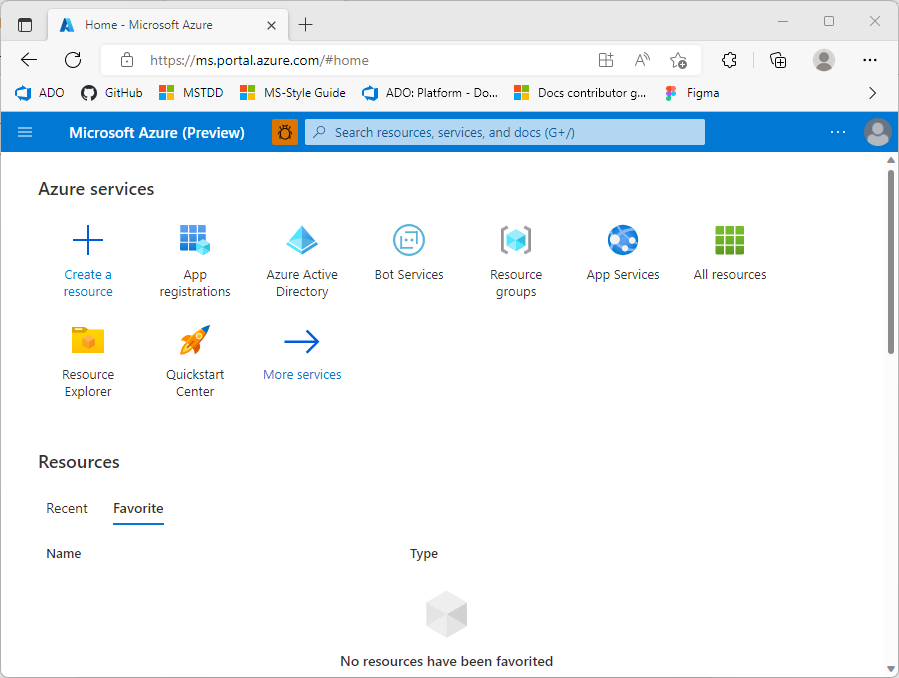 Home - Microsoft Azure
https://ms.portal.azure.com/#home
ADO GitHub MSTDD MS-Style Guide ADO: Platform - Do... Docs contributor g... Figma
Microsoft Azure (Preview) Search resources, services, and docs (G+/)
Azure services
Create a
resource
App
registrations
Azure Active
Directory
Bot Services
Resource
groups
App Services
All resources
Resource
Explorer
Quickstart
Center
More services
Resources
Recent Favorite
Name Type
No resources have been favorited